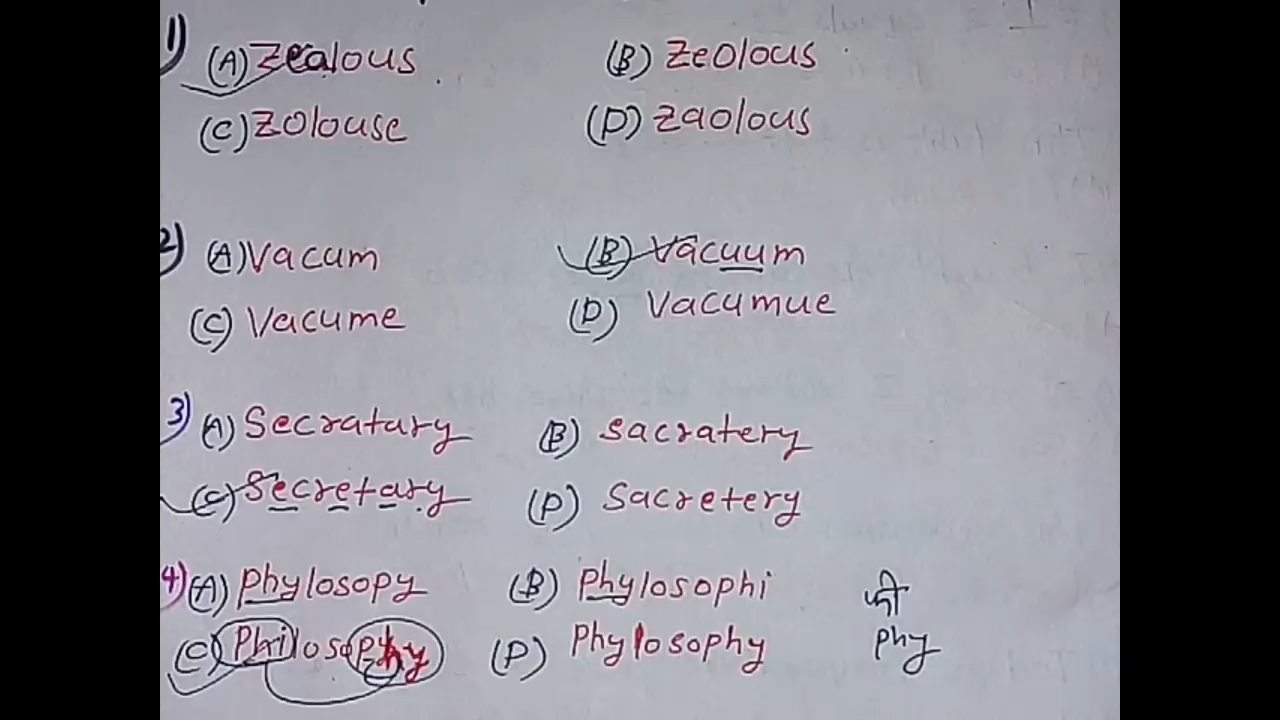 1) (A) Zealous (B) Zeolous
(C) Zolouse (D) Zaolous
2) (A) Vacum (B) Vacuum
(C) Vacume (D) Vacumue
3) (A) Secratury (B) Sacratery
(C) Secretary (D) Sacretery
4) (A) Phylosopy (B) Phylosophi फी
(C) Philosophy (D) Phylosophy Phy